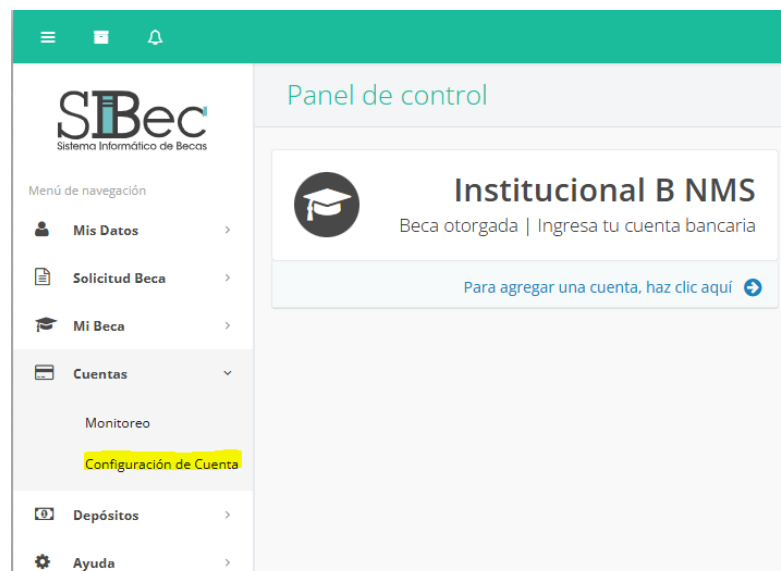 SIBec
Sistema Informático de Becas
Menú de navegación
Mis Datos
Solicitud Beca
Mi Beca
Cuentas
Monitoreo
Configuración de Cuenta
Depósitos
Ayuda
Panel de control
Institucional B NMS
Beca otorgada | Ingresa tu cuenta bancaria
Para agregar una cuenta, haz clic aquí